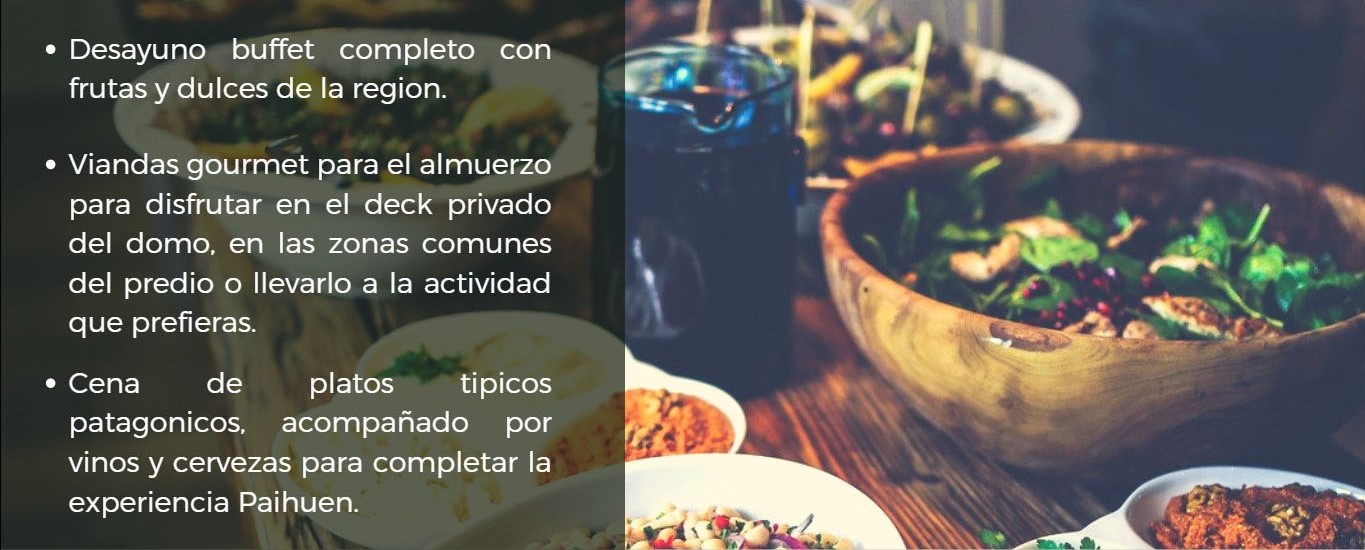 • Desayuno buffet completo con
frutas y dulces de la region.
• Viandas gourmet para el almuerzo
para disfrutar en el deck privado
del domo, en las zonas comunes
del predio o llevarlo a la actividad
que prefieras.
• Cena de platos tipicos
patagonicos, acompañado por
vinos y cervezas para completar la
experiencia Paihuen.